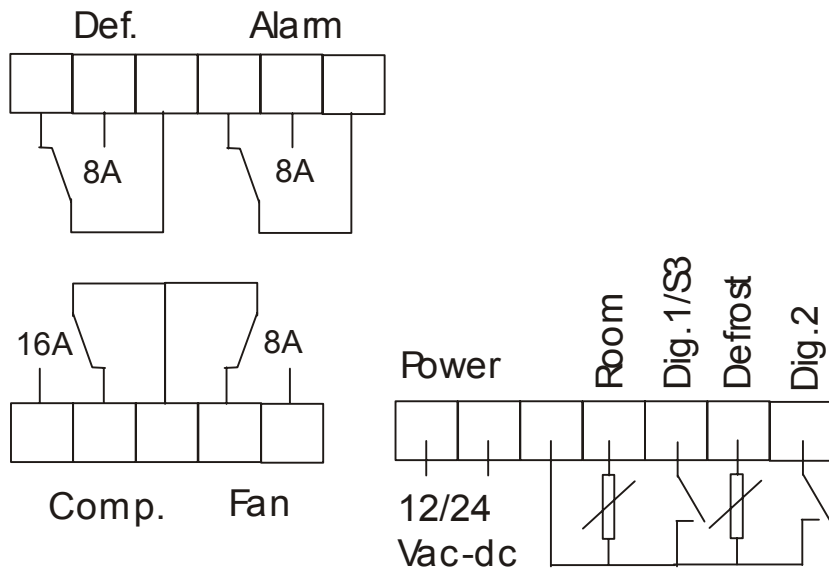 Def. Alarm
8A 8A
16A 8A
Comp. Fan
Power
Room
Dig.1/S3
Defrost
Dig.2
12/24
Vac-dc